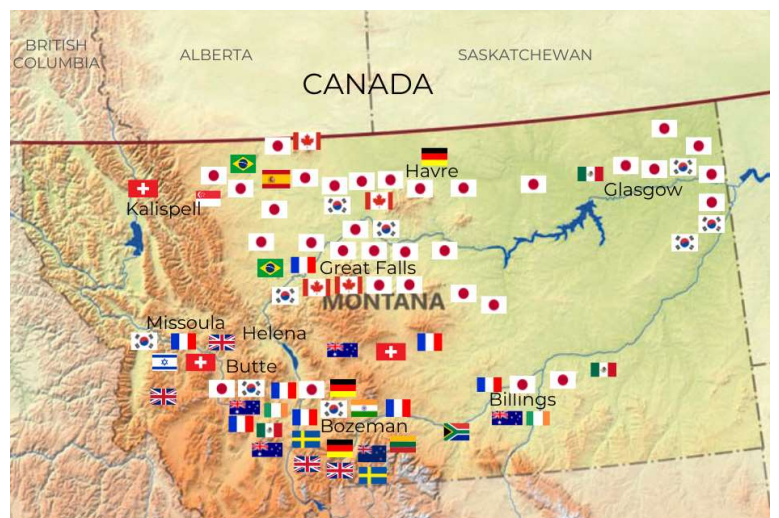 BRITISH
COLUMBIA
ALBERTA
SASKATCHEWAN
CANADA
Havre
Glasgow
Kalispell
Great Falls
MONTANA
Missoula
Helena
Butte
Billings
Bozeman